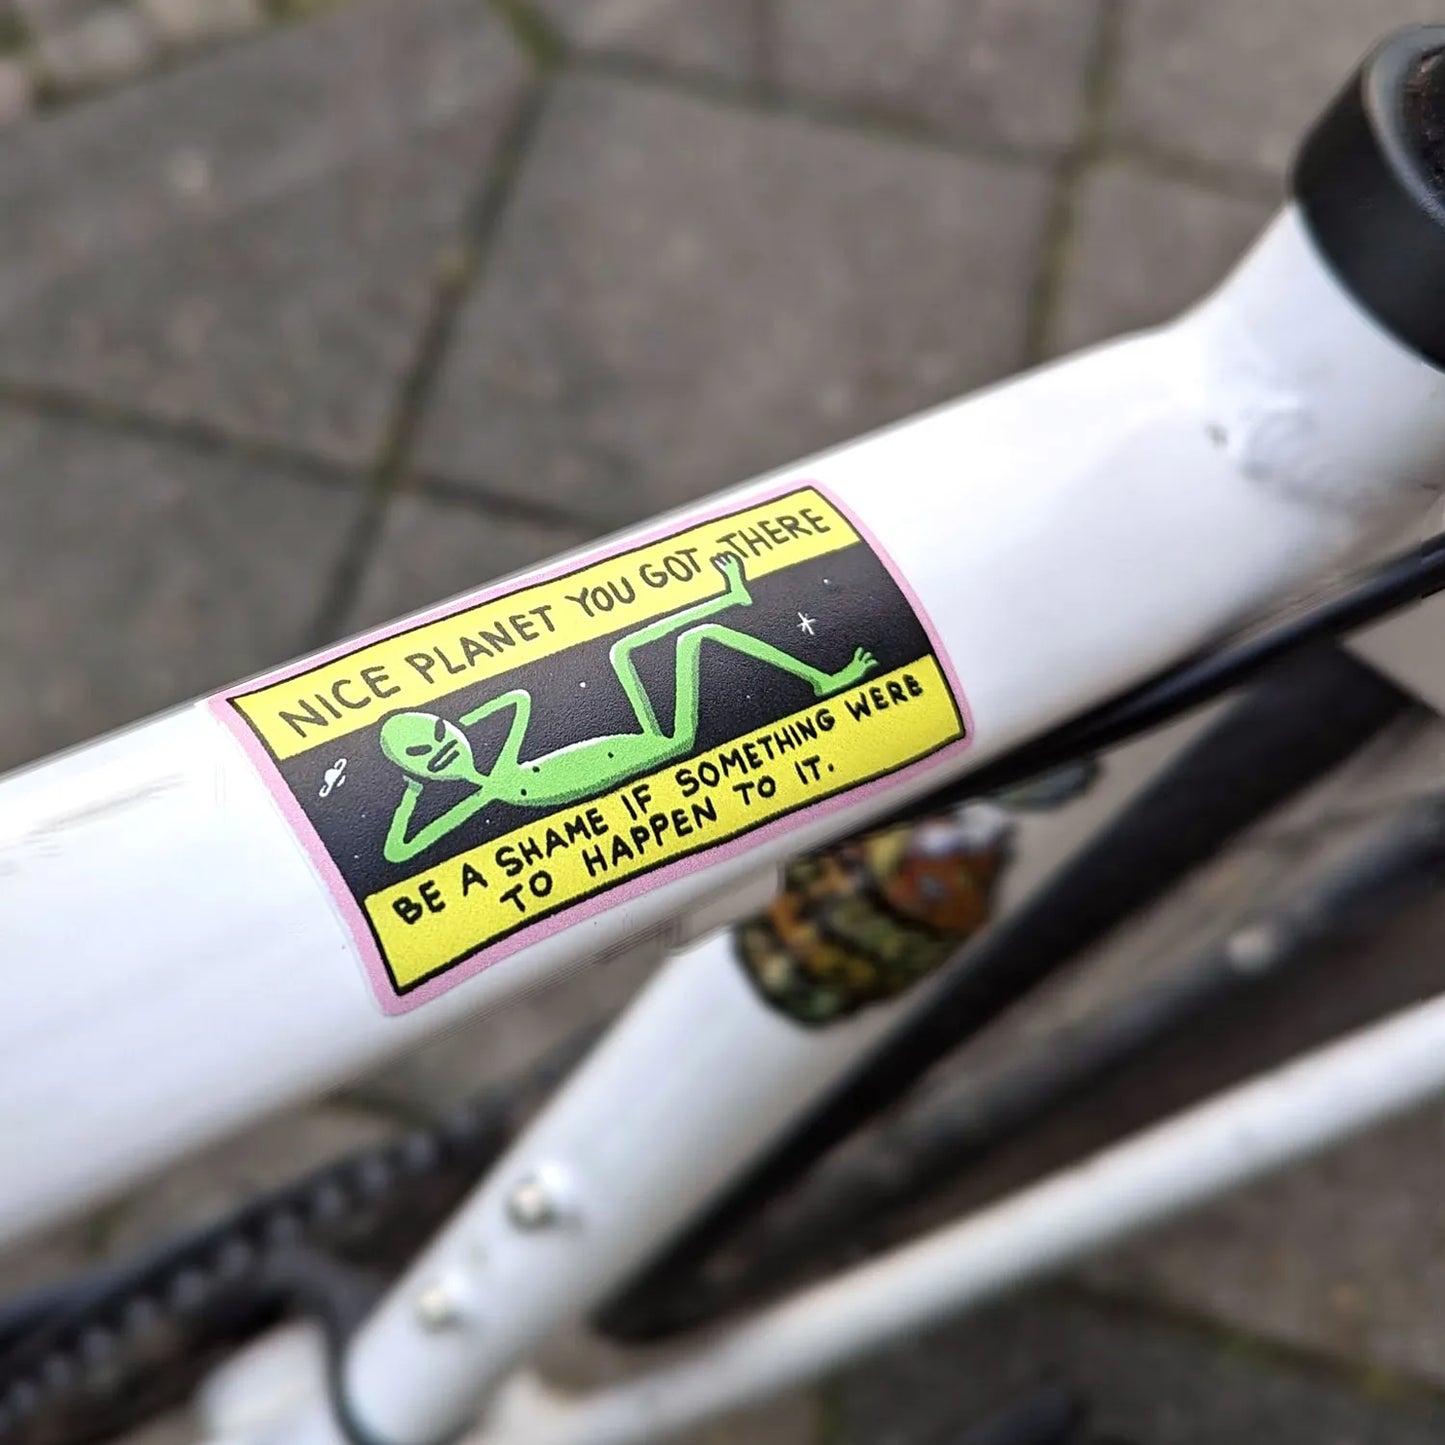 NICE PLANET YOU GOT THERE
BE A SHAME IF SOMETHING WERE
TO HAPPEN TO IT.